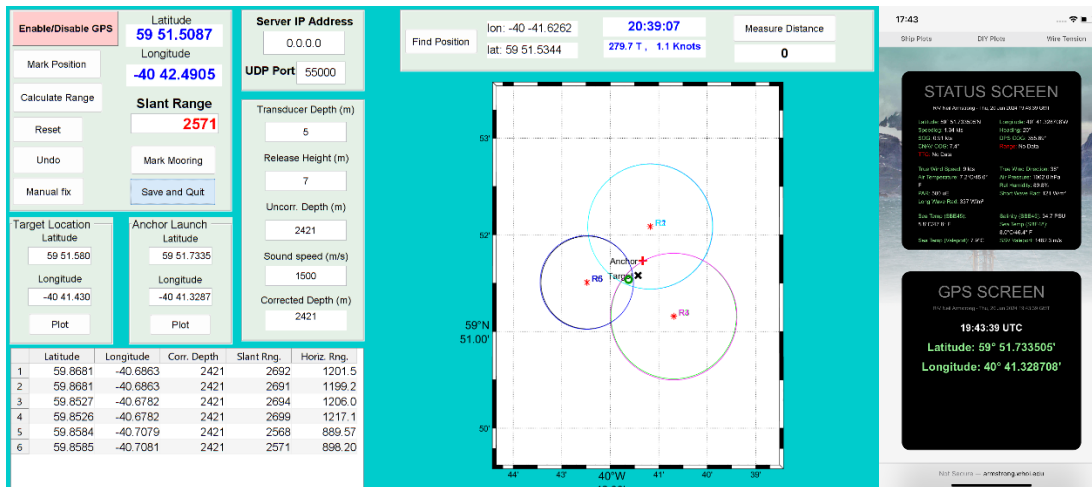 Enable/Disable GPS
Latitude
59 51.5087
Longitude
-40 42.4905
Mark Position
Calculate Range
Slant Range
2571
Reset
Undo
Mark Mooring
Manual fix
Save and Quit
Server IP Address
0.0.0.0
UDP Port 55000
Transducer Depth (m)
5
Release Height (m)
7
Uncorr. Depth (m)
2421
Sound speed (m/s)
1500
Corrected Depth (m)
2421
Target Location
Latitude
59 51.580
Longitude
-40 41.430
Plot
Anchor Launch
Latitude
59 51.7335
Longitude
-40 41.3287
Plot
Latitude Longitude Corr. Depth Slant Rng. Horiz. Rng.
1 59.8681 -40.6863 2421 2692 1201.5
2 59.8681 -40.6863 2421 2691 1199.2
3 59.8527 -40.6782 2421 2694 1206.0
4 59.8526 -40.6782 2421 2699 1217.1
5 59.8584 -40.7079 2421 2568 889.57
6 59.8585 -40.7081 2421 2571 898.20
Find Position
lon: -40 -41.6262
lat: 59 51.5344
20:39:07
279.7 T , 1.1 Knots
Measure Distance
0
53'
52'
59°N
51.00'
50'
Anchor
Targe
44' 43' 40°W 41' 40' 39'
17:43
Ship Plots DIY Plots Wire Tension
STATUS SCREEN
Latitude: 59° 51.733505'N
Longitude: 40° 41.328708'W
GPS SCREEN
19:43:39 UTC
Latitude: 59° 51.733505'
Longitude: 40° 41.328708'
Not Secure — armstrong.whoi.edu